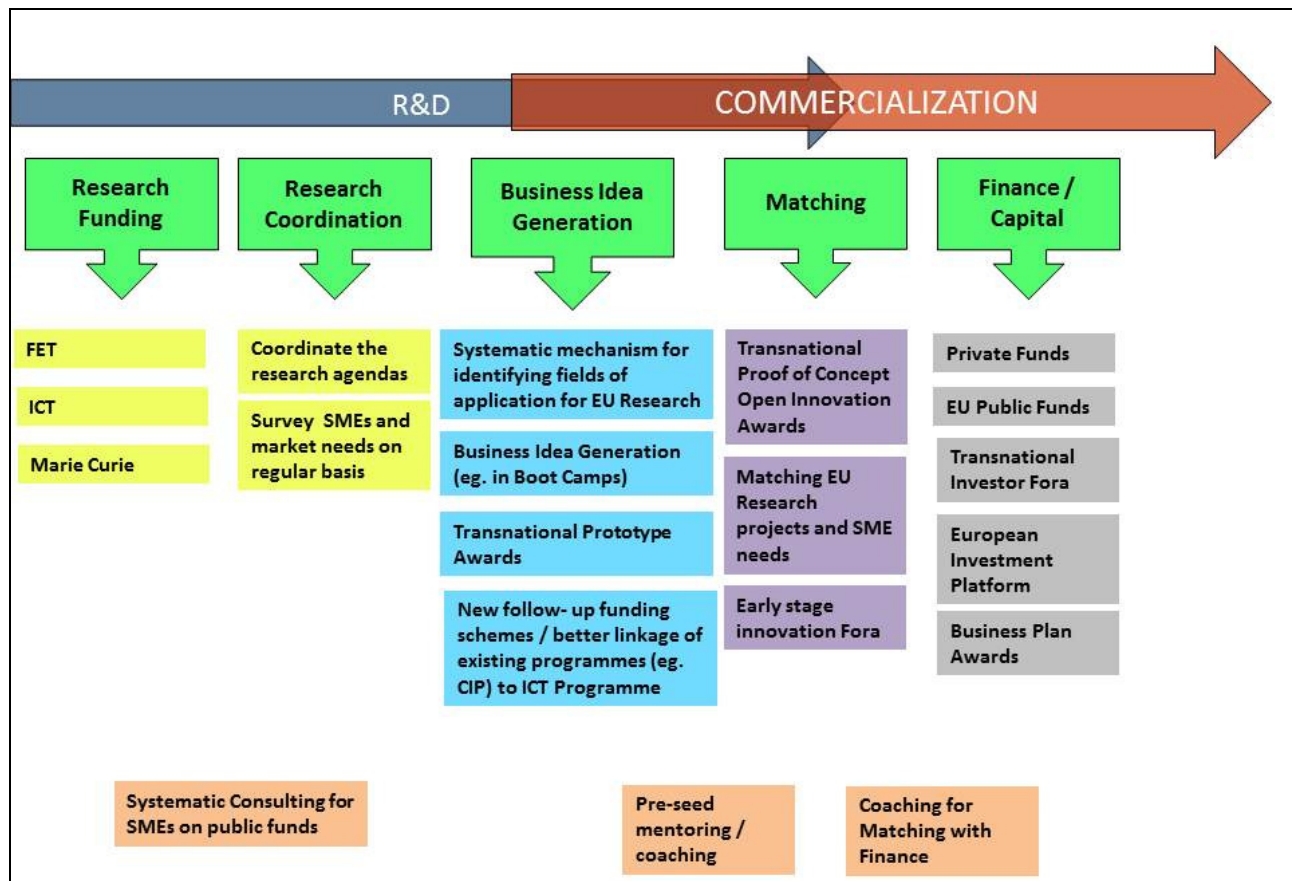 R&D
COMMERCIALIZATION
Research
Funding
Research
Coordination
Business Idea
Generation
Matching
Finance /
Capital
FET
ICT
Marie Curie
Coordinate the
research agendas
Survey SMEs and
market needs on
regular basis
Systematic mechanism for
identifying fields of
application for EU Research
Business Idea Generation
(eg. in Boot Camps)
Transnational Prototype
Awards
New follow- up funding
schemes / better linkage of
existing programmes (eg.
CIP) to ICT Programme
Transnational
Proof of Concept
Open Innovation
Awards
Matching EU
Research
projects and SME
needs
Early stage
innovation Fora
Private Funds
EU Public Funds
Transnational
Investor Fora
European
Investment
Platform
Business Plan
Awards
Systematic Consulting for
SMEs on public funds
Pre-seed
mentoring /
coaching
Coaching for
Matching with
Finance